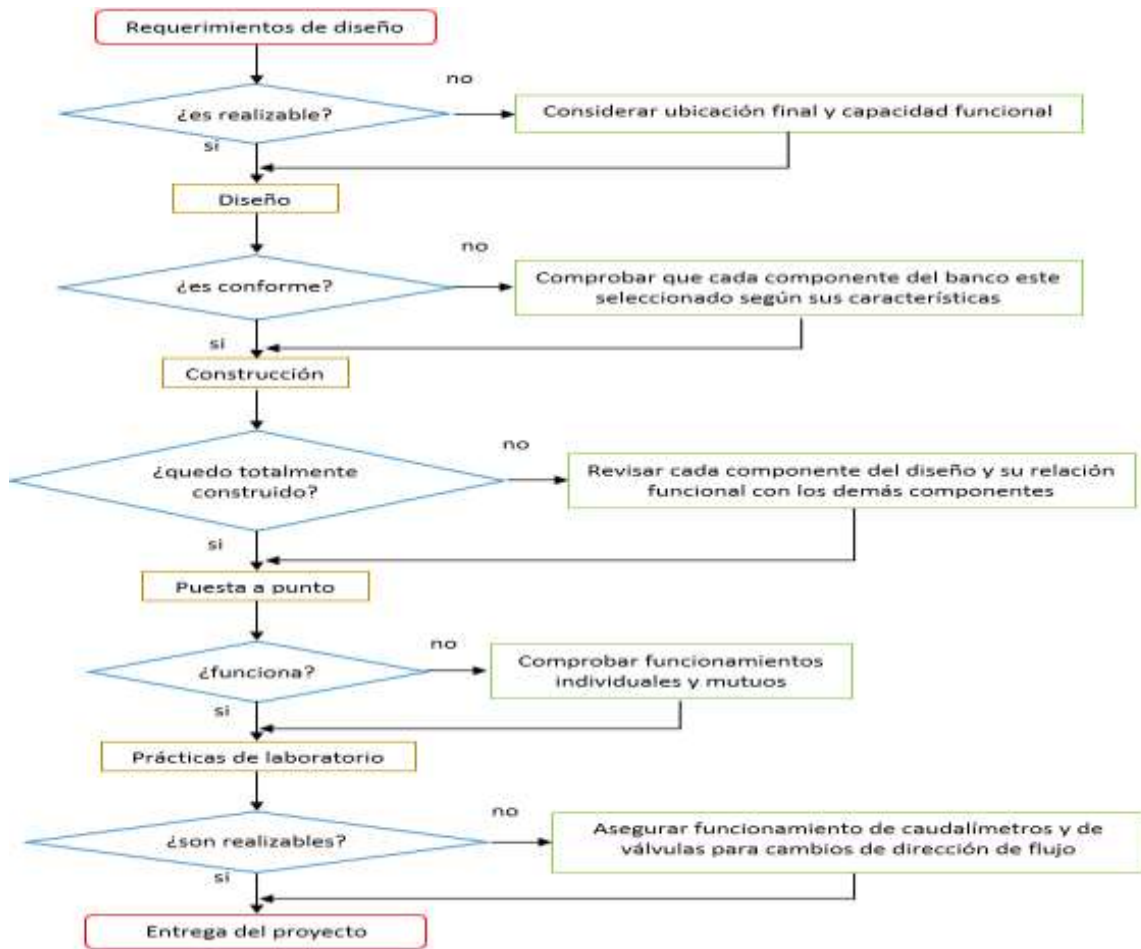 Requerimientos de diseño
no
¿es realizable?
Considerar ubicación final y capacidad funcional
si
Diseño
no
¿es conforme?
Comprobar que cada componente del banco este
seleccionado según sus características
si
Construcción
no
¿quedo totalmente
construido?
Revisar cada componente del diseño y su relación
funcional con los demás componentes
si
Puesta a punto
no
¿funciona?
Comprobar funcionamientos
individuales y mutuos
si
Prácticas de laboratorio
no
¿son realizables?
Asegurar funcionamiento de caudalímetros y de
válvulas para cambios de dirección de flujo
si
Entrega del proyecto